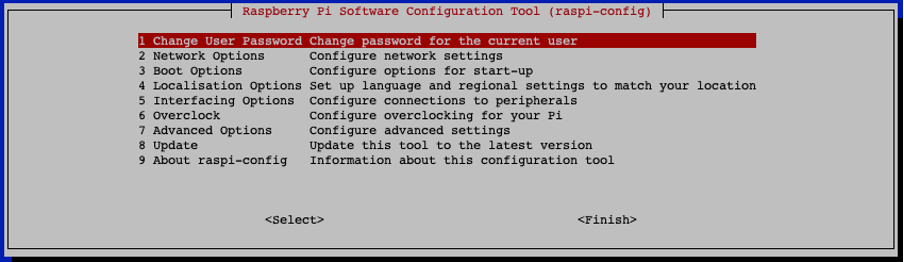 Raspberry Pi Software Configuration Tool (raspi-config)
1 Change User Password Change password for the current user
2 Network Options Configure network settings
3 Boot Options Configure options for start-up
4 Localisation Options Set up language and regional settings to match your location
5 Interfacing Options Configure connections to peripherals
6 Overclock Configure overclocking for your Pi
7 Advanced Options Configure advanced settings
8 Update Update this tool to the latest version
9 About raspi-config Information about this configuration tool
<Select> <Finish>